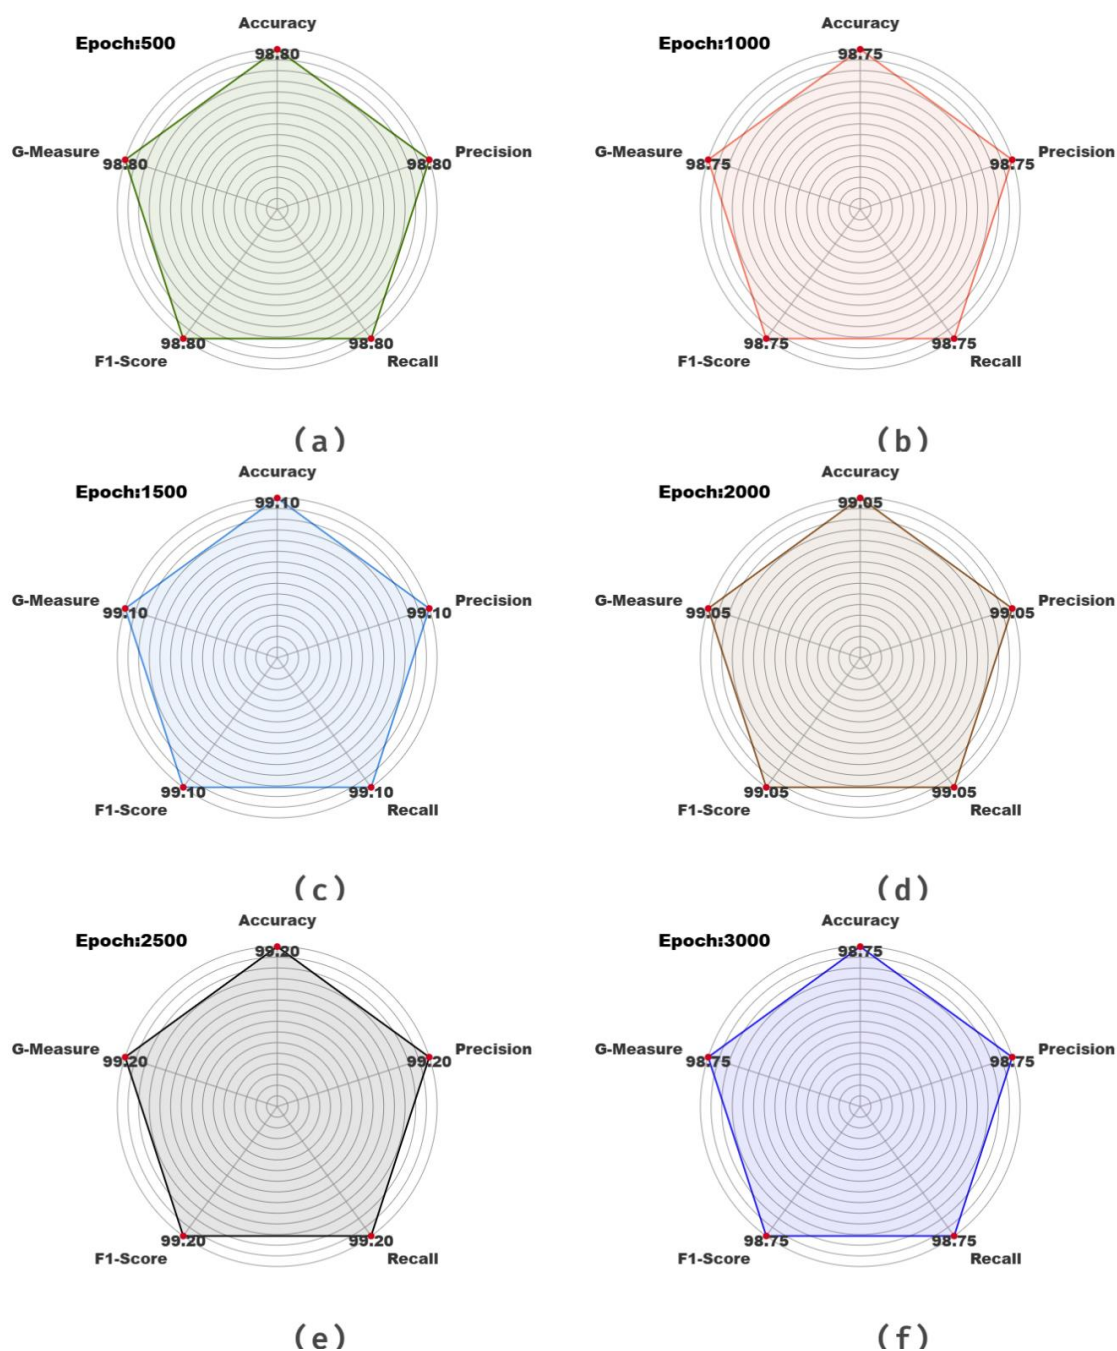 Accuracy
Epoch:500
98.80
G-Measure
98.80
Precision
98.80
F1-Score
98.80
Recall
98.80
(a)
Accuracy
Epoch:1000
98.75
G-Measure
98.75
Precision
98.75
F1-Score
98.75
Recall
98.75
(b)
Accuracy
Epoch:1500
99.10
G-Measure
99.10
Precision
99.10
F1-Score
99.10
Recall
99.10
(c)
Accuracy
Epoch:2000
99.05
G-Measure
99.05
Precision
99.05
F1-Score
99.05
Recall
99.05
(d)
Accuracy
Epoch:2500
99.20
G-Measure
99.20
Precision
99.20
F1-Score
99.20
Recall
99.20
(e)
Accuracy
Epoch:3000
98.75
G-Measure
98.75
Precision
98.75
F1-Score
98.75
Recall
98.75
(f)